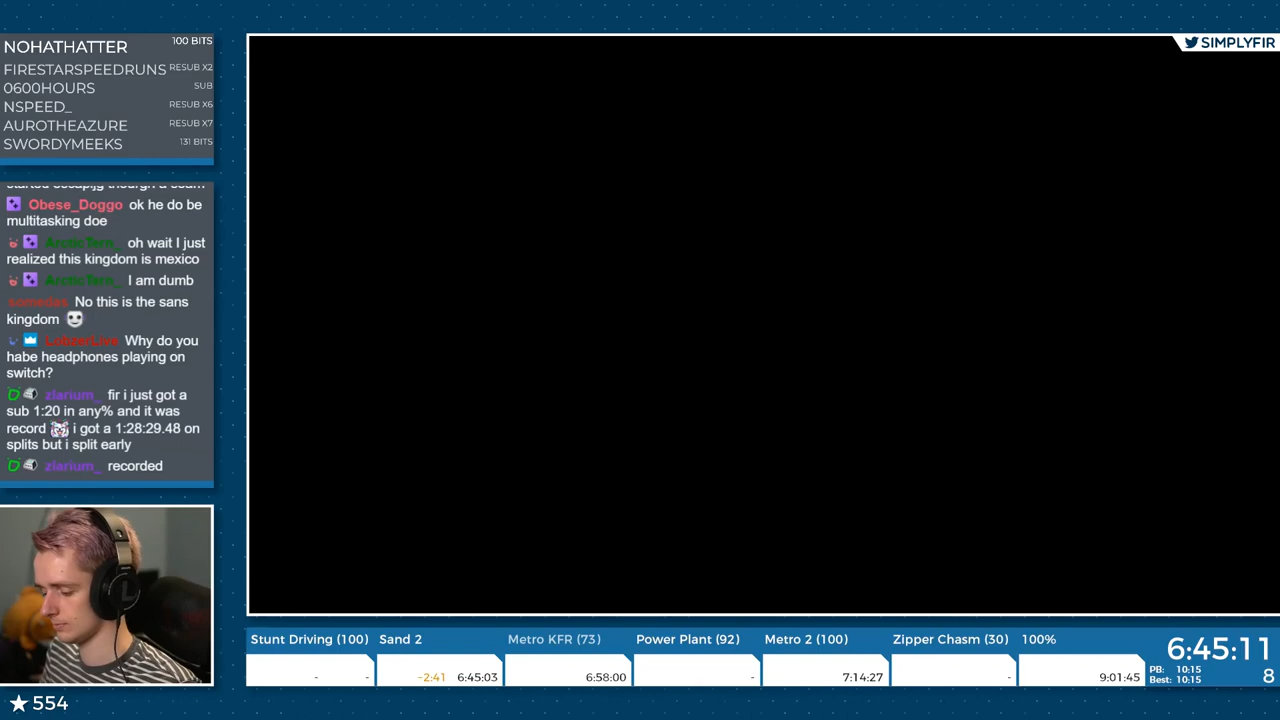 NOHATHATTER 100 BITS
FIRESTARSPEEDRUNS RESUB X2
0600HOURS SUB
NSPEED_ RESUB X6
AUROTHEAZURE RESUB X7
SWORDYMEEKS 131 BITS
SIMPLYFIR
Obese_Doggo ok he do be
multitasking doe
ArcticTern_ oh wait I just
realized this kingdom is mexico
ArcticTern_ I am dumb
somedas No this is the sans
kingdom
LobzerLive Why do you
habe headphones playing on
switch?
zlarium_ fir i just got a
sub 1:20 in any% and it was
record i got a 1:28:29.48 on
splits but i split early
zlarium_ recorded
Stunt Driving (100) Sand 2 Metro KFR (73) Power Plant (92) Metro 2 (100) Zipper Chasm (30) 100%
- - -2:41 6:45:03 6:58:00 - 7:14:27 - 9:01:45
6:45:11
PB: 10:15
Best: 10:15 8
★ 554